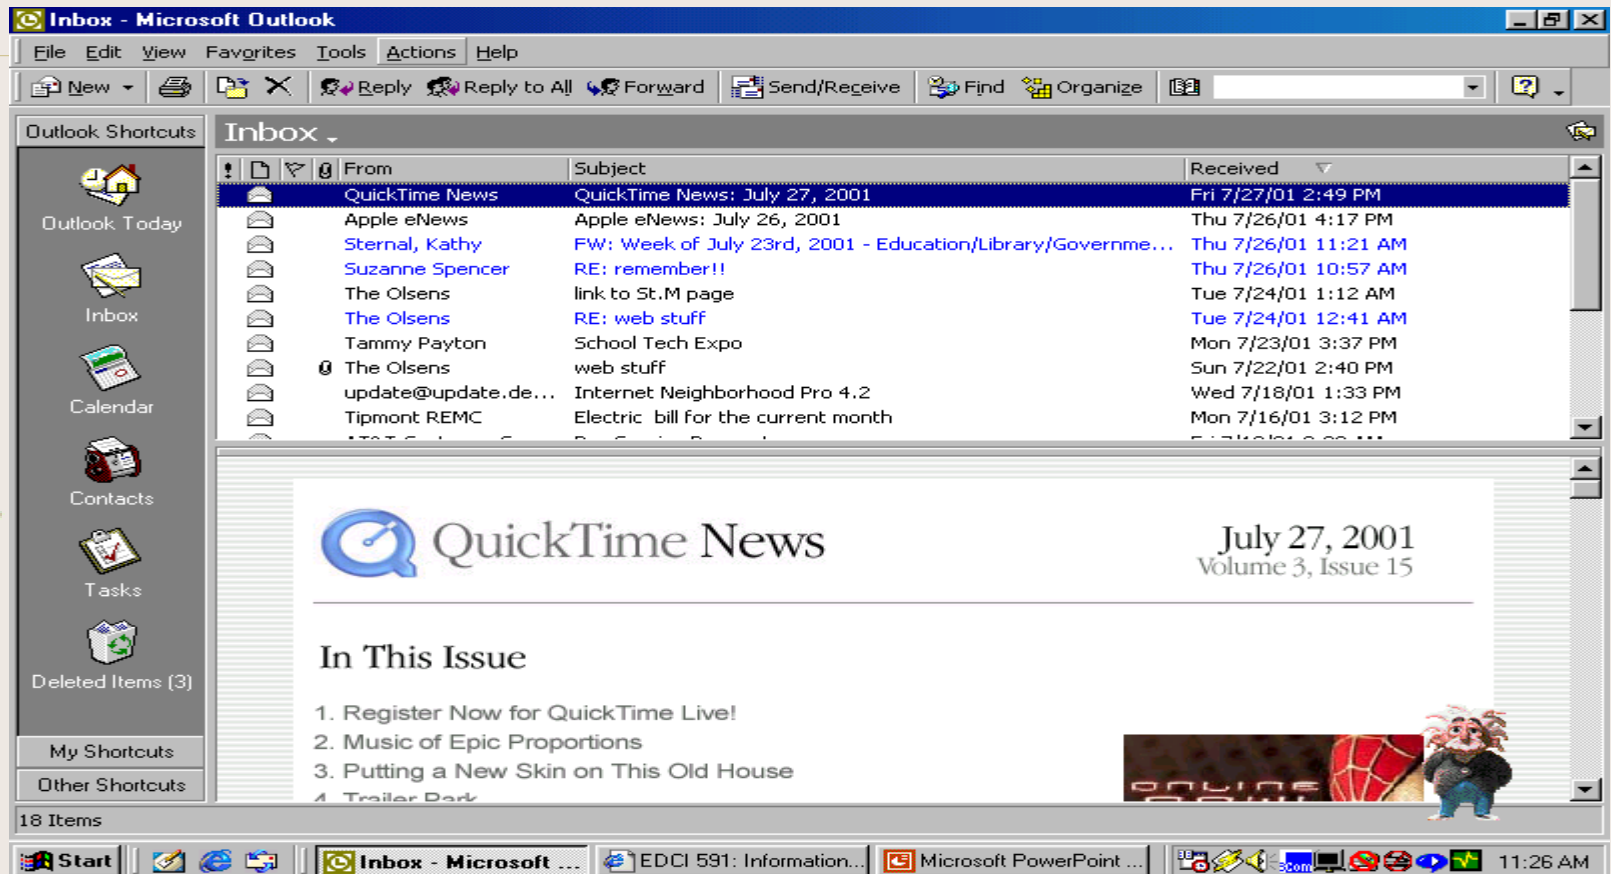 Inbox - Microsoft Outlook
File Edit View Favorites Tools Actions Help
New Reply Reply to All Forward Send/Receive Find Organize
Outlook Shortcuts
Outlook Today
Inbox
Calendar
Contacts
Tasks
Deleted Items (3)
My Shortcuts
Other Shortcuts
Inbox
From Subject Received
QuickTime News QuickTime News: July 27, 2001 Fri 7/27/01 2:49 PM
Apple eNews Apple eNews: July 26, 2001 Thu 7/26/01 4:17 PM
Sternal, Kathy FW: Week of July 23rd, 2001 - Education/Library/Governme... Thu 7/26/01 11:21 AM
Suzanne Spencer RE: remember!! Thu 7/26/01 10:57 AM
The Olsens link to St.M page Tue 7/24/01 1:12 AM
The Olsens RE: web stuff Tue 7/24/01 12:41 AM
Tammy Payton School Tech Expo Mon 7/23/01 3:37 PM
The Olsens web stuff Sun 7/22/01 2:40 PM
update@update.de... Internet Neighborhood Pro 4.2 Wed 7/18/01 1:33 PM
Tipmont REMC Electric bill for the current month Mon 7/16/01 3:12 PM
QuickTime News
July 27, 2001
Volume 3, Issue 15
In This Issue
1. Register Now for QuickTime Live!
2. Music of Epic Proportions
3. Putting a New Skin on This Old House
4. Trailer Park
ONLINE
18 Items
Start Inbox - Microsoft ... EDCI 591: Information... Microsoft PowerPoint ... 3com 11:26 AM